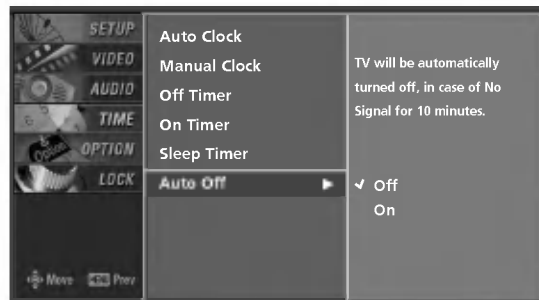 SETUP
VIDEO
AUDIO
TIME
OPTION
LOCK
Move MENU Prev
Auto Clock
Manual Clock
Off Timer
On Timer
Sleep Timer
Auto Off
TV will be automatically
turned off, in case of No
Signal for 10 minutes.
Off
On